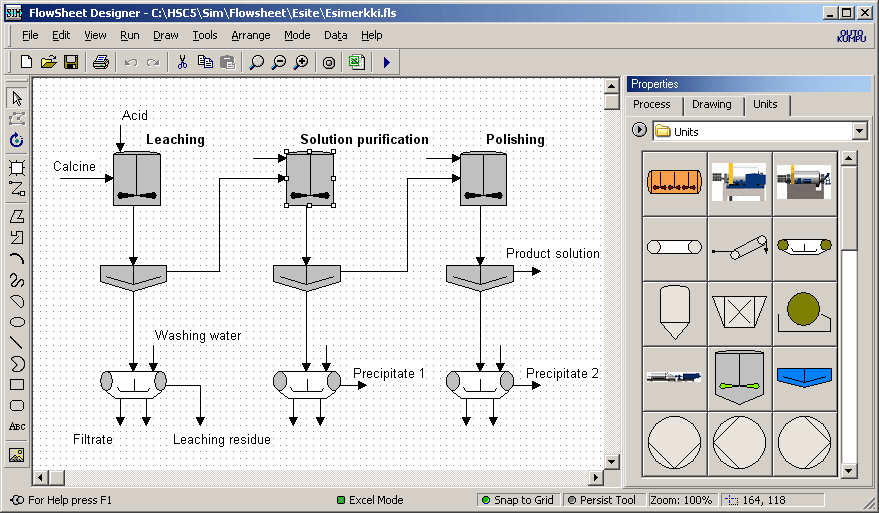 SIM FlowSheet Designer - C:\HSC5\Sim\Flowsheet\Esite\Esimerkki.fls
File Edit View Run Draw Tools Arrange Mode Data Help
OUTO
KUMPU
Properties
Process Drawing Units
Units
Acid
Leaching Solution purification Polishing
Calcine
Product solution
Washing water
Precipitate 1 Precipitate 2
Filtrate Leaching residue
ABC
For Help press F1 Excel Mode Snap to Grid Persist Tool Zoom: 100% 164, 118